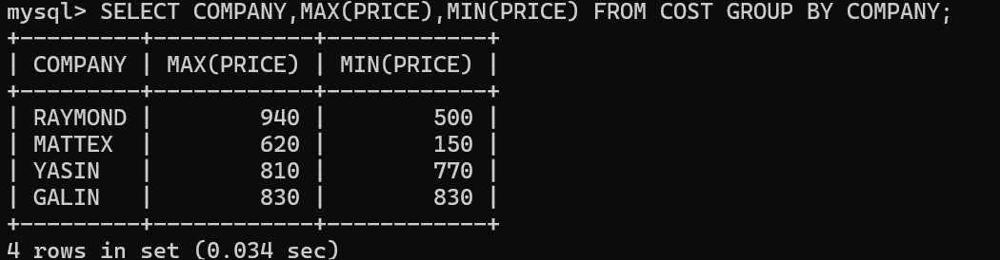 mysql> SELECT COMPANY,MAX(PRICE),MIN(PRICE) FROM COST GROUP BY COMPANY;
+---------+------------+------------+
| COMPANY | MAX(PRICE) | MIN(PRICE) |
+---------+------------+------------+
| RAYMOND |        940 |        500 |
| MATTEX  |        620 |        150 |
| YASIN   |        810 |        770 |
| GALIN   |        830 |        830 |
+---------+------------+------------+
4 rows in set (0.034 sec)